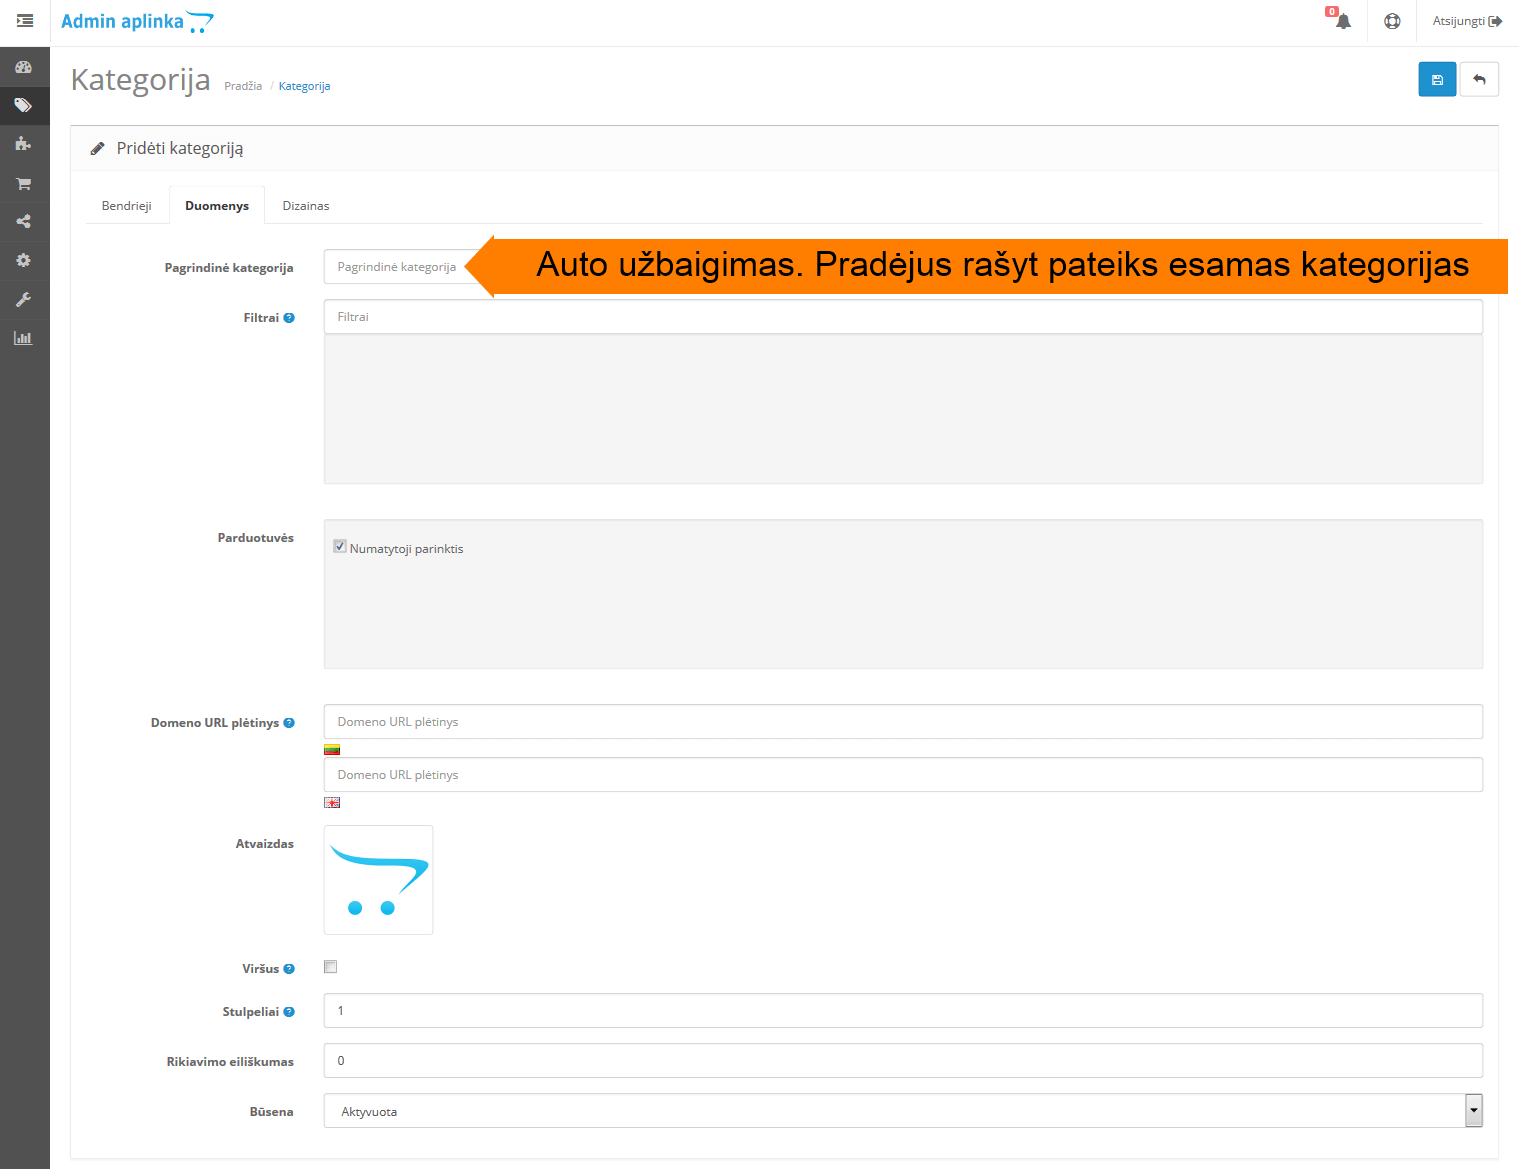 Admin aplinka
0
Atsijungti
Kategorija Pradžia / Kategorija
Pridėti kategoriją
Bendrieji Duomenys Dizainas
Pagrindinė kategorija Pagrindinė kategorija Auto užbaigimas. Pradėjus rašyt pateiks esamas kategorijas
Filtrai ? Filtrai
Parduotuvės
Numatytoji parinktis
Domeno URL plėtinys ? Domeno URL plėtinys
Domeno URL plėtinys
Atvaizdas
Viršus ?
Stulpeliai ? 1
Rikiavimo eiliškumas 0
Būsena Aktyvuota